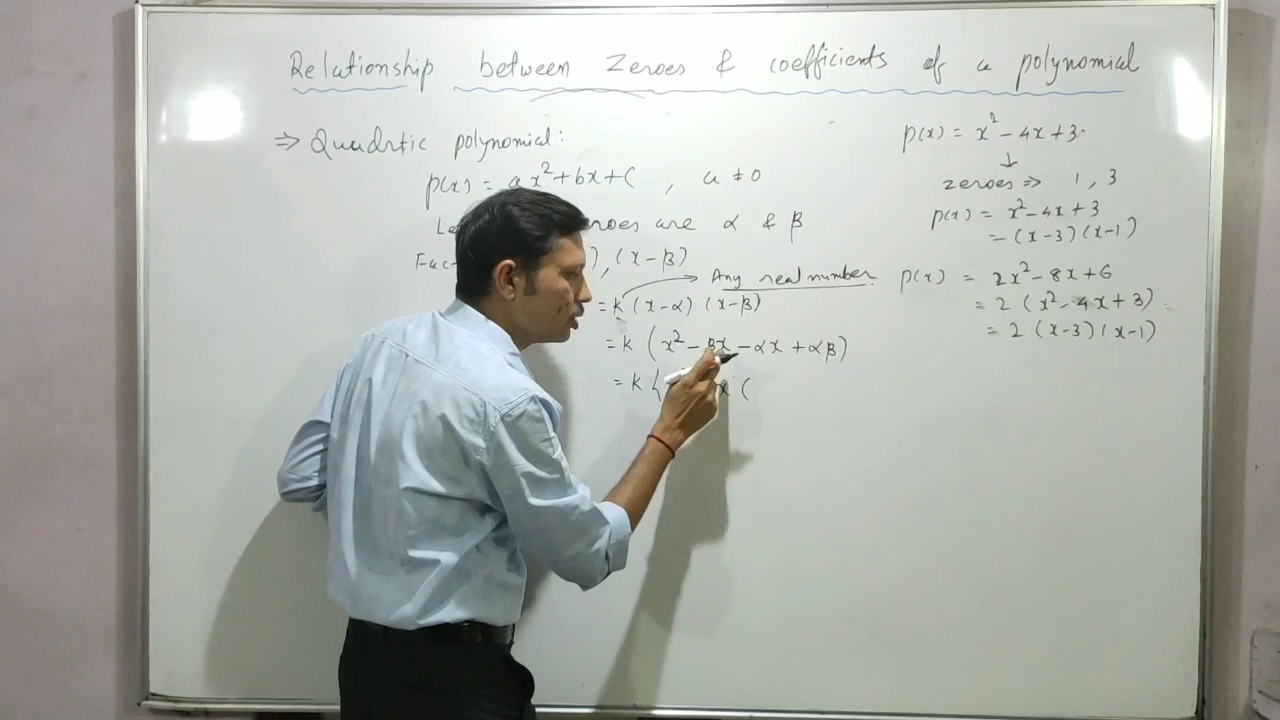 Relationship between Zeroes & coefficients of a polynomial
⇒ Quadrtic polynomial:
p(x) = ax² + bx + C , a ≠ 0
are α & β
, (x-β)
Any real number
= K (x-α) (x-β)
= K (x² - βx - αx + αβ)
= K { x (
p(x) = x² - 4x + 3
↓
zeroes ⇒ 1, 3
p(x) = x² - 4x + 3
= (x-3) (x-1)
p(x) = 2x² - 8x + 6
= 2 (x² - 4x + 3)
= 2 (x-3) (x-1)